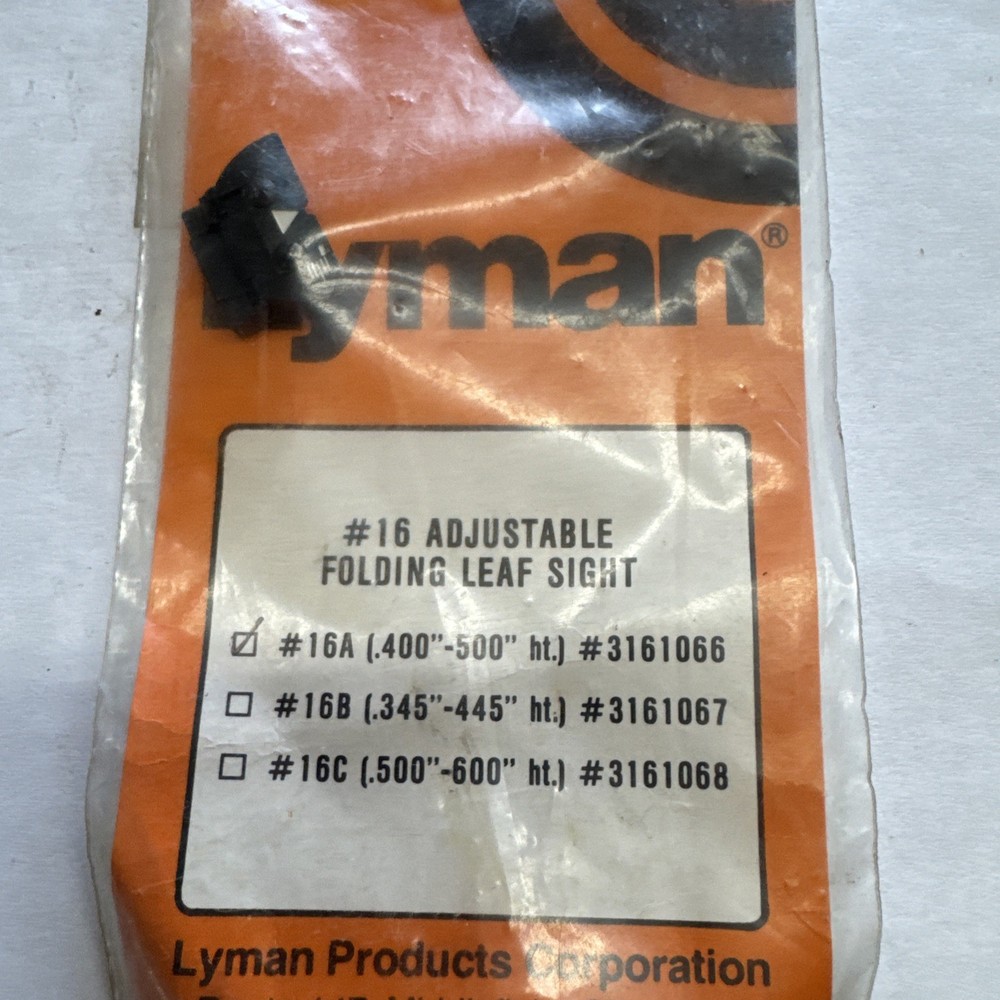 Lyman®
#16 ADJUSTABLE
FOLDING LEAF SIGHT
#16A (.400"-500" ht.) #3161066
#16B (.345"-445" ht.) #3161067
#16C (.500"-600" ht.) #3161068
Lyman Products Corporation